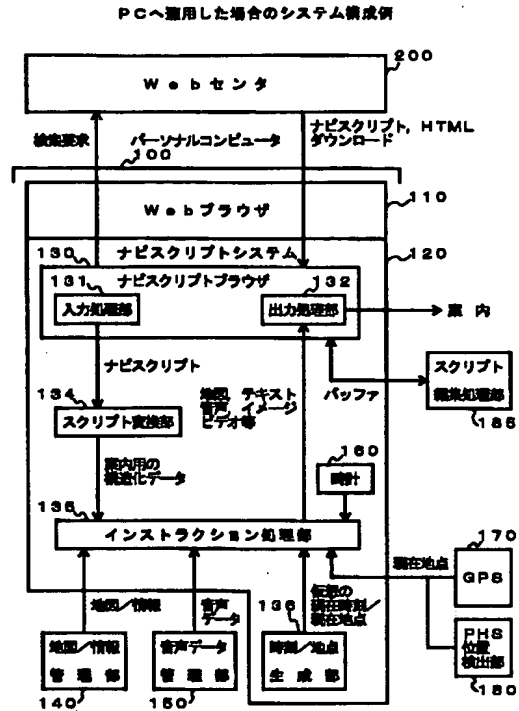 PCへ適用した場合のシステム構成例
200
Webセンタ
検索要求
パーソナルコンピュータ
ナビスクリプト，HTML
ダウンロード
100
110
Webブラウザ
ナビスクリプトシステム
120
130
ナビスクリプトブラウザ
131
132
入力処理部
出力処理部
案 内
ナビスクリプト
地図，テキスト
音声，イメージ
ビデオ等
バッファ
スクリプト
編集処理部
185
134
スクリプト変換部
案内用の
構造化データ
160
時計
135
インストラクション処理部
170
現在地点
GPS
地図／情報
音声
データ
136
仮想の
現在時刻／
現在地点
PHS
位置
検出部
180
地図／情報
管理部
140
音声データ
管理部
150
時刻／地点
生成部